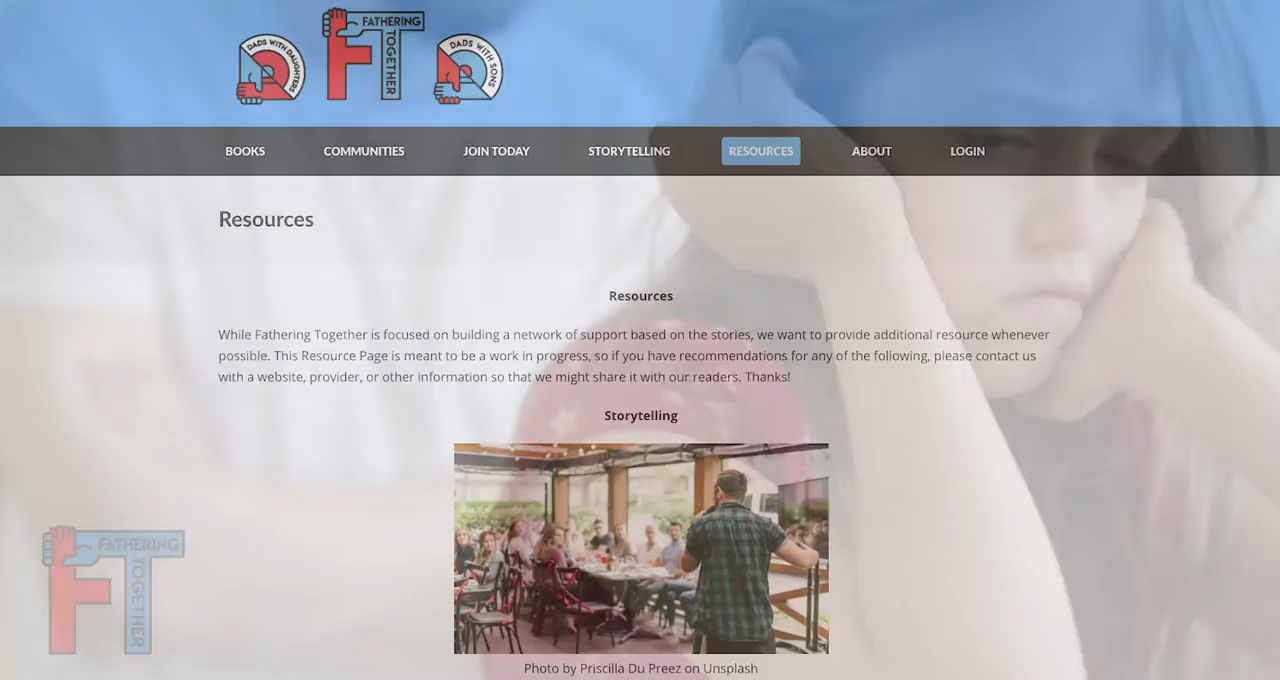 DADS WITH DAUGHTERS
FATHERING
TOGETHER
DADS WITH SONS
BOOKS
COMMUNITIES
JOIN TODAY
STORYTELLING
RESOURCES
ABOUT
LOGIN
Resources
Resources
While Fathering Together is focused on building a network of support based on the stories, we want to provide additional resource whenever
possible. This Resource Page is meant to be a work in progress, so if you have recommendations for any of the following, please contact us
with a website, provider, or other information so that we might share it with our readers. Thanks!
Storytelling
Photo by Priscilla Du Preez on Unsplash
FATHERING
TOGETHER